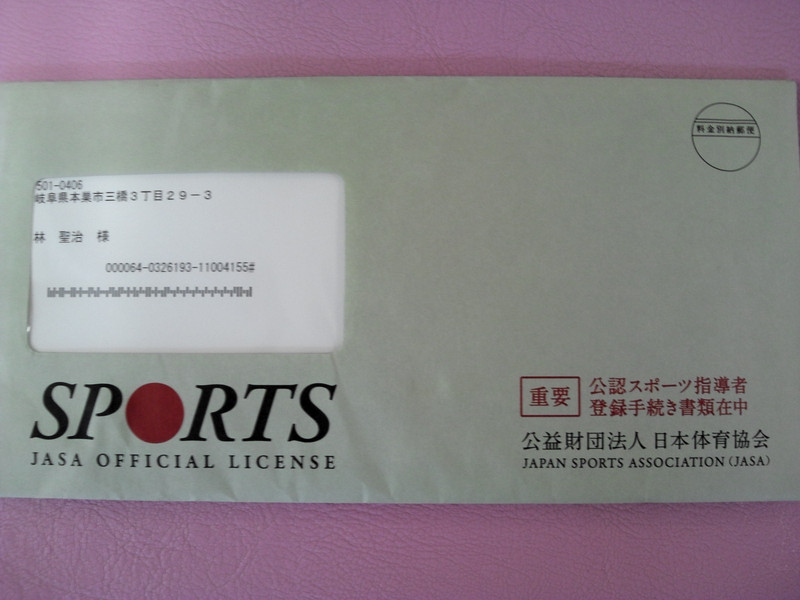 料金別納郵便
501-0406
岐阜県本巣市三橋3丁目29-3
林 聖治 様
000064-0326193-11004155#
SPORTS
JASA OFFICIAL LICENSE
重要
公認スポーツ指導者
登録手続き書類在中
公益財団法人 日本体育協会
JAPAN SPORTS ASSOCIATION (JASA)